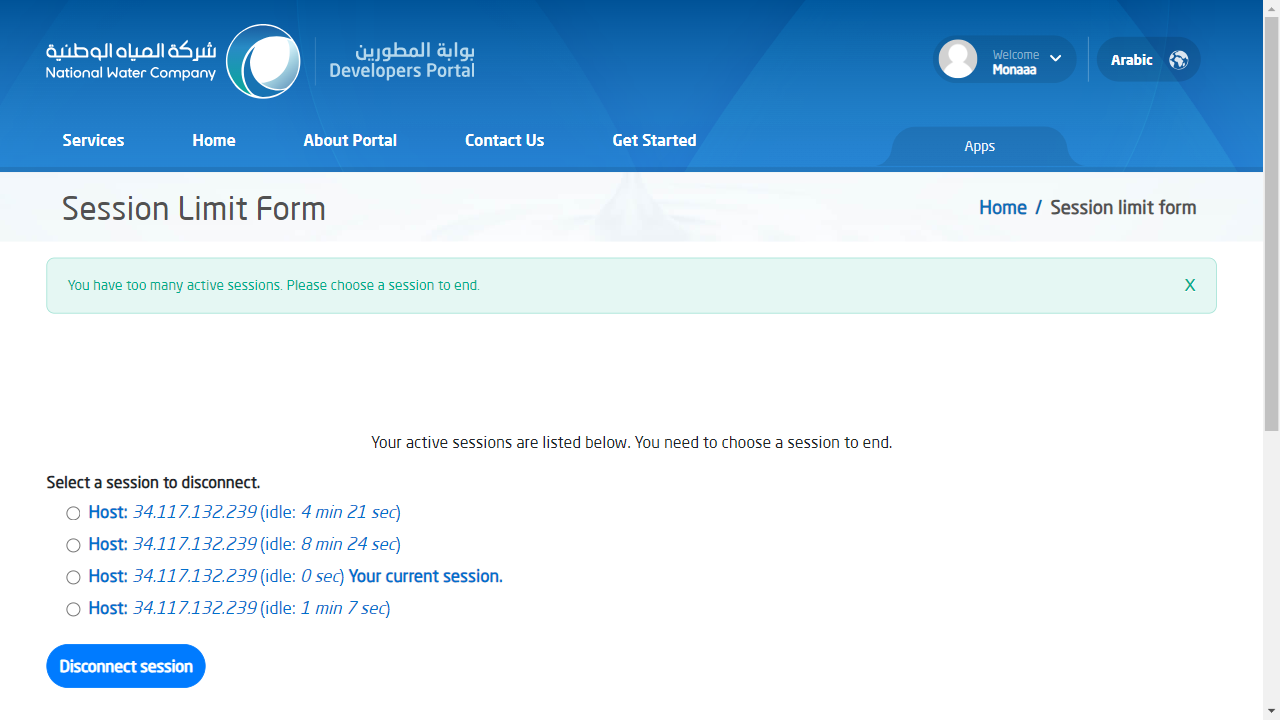 شركة المياه الوطنية
National Water Company
بوابة المطورين
Developers Portal
Welcome
Monaaa
Arabic
Services
Home
About Portal
Contact Us
Get Started
Apps
Session Limit Form
Home / Session limit form
You have too many active sessions. Please choose a session to end.
X
Your active sessions are listed below. You need to choose a session to end.
Select a session to disconnect.
Host: 34.117.132.239 (idle: 4 min 21 sec)
Host: 34.117.132.239 (idle: 8 min 24 sec)
Host: 34.117.132.239 (idle: 0 sec) Your current session.
Host: 34.117.132.239 (idle: 1 min 7 sec)
Disconnect session